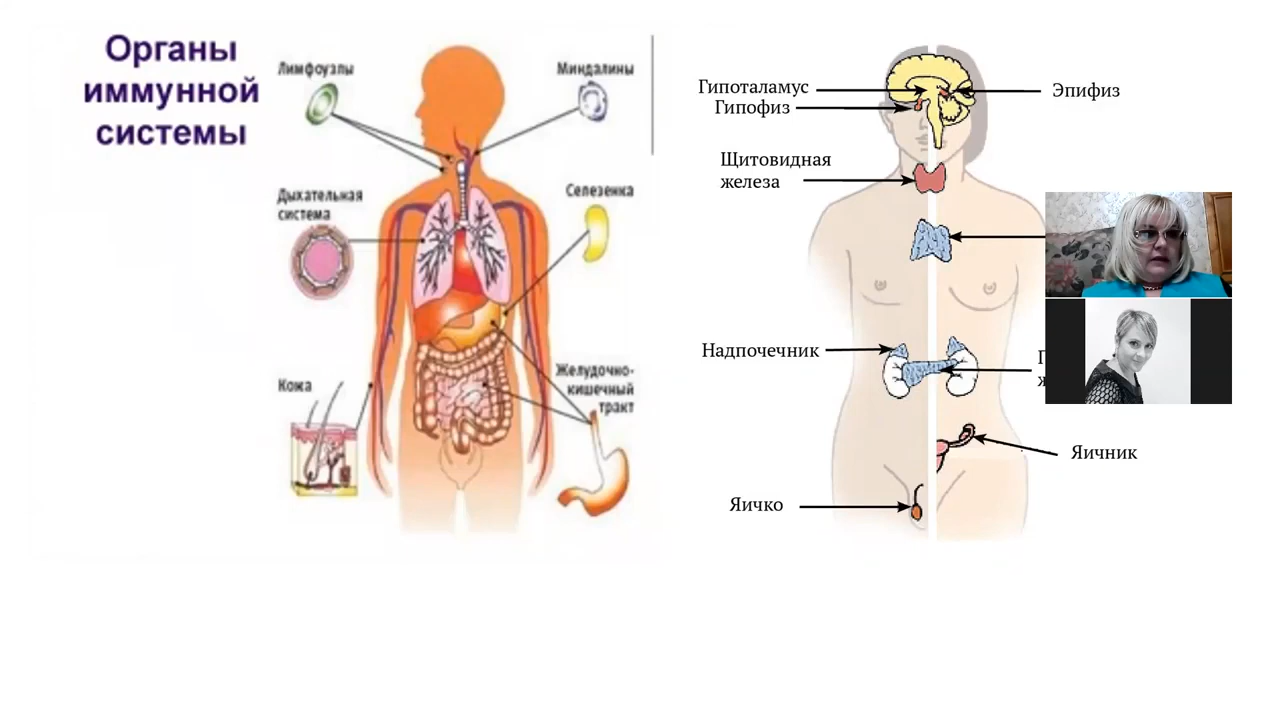 Органы
иммунной
системы
Лимфоузлы
Миндалины
Дыхательная
система
Селезенка
Кожа
Желудочно-
кишечный
тракт
Гипоталамус
Гипофиз
Эпифиз
Щитовидная
железа
Надпочечник
Яичник
Яичко